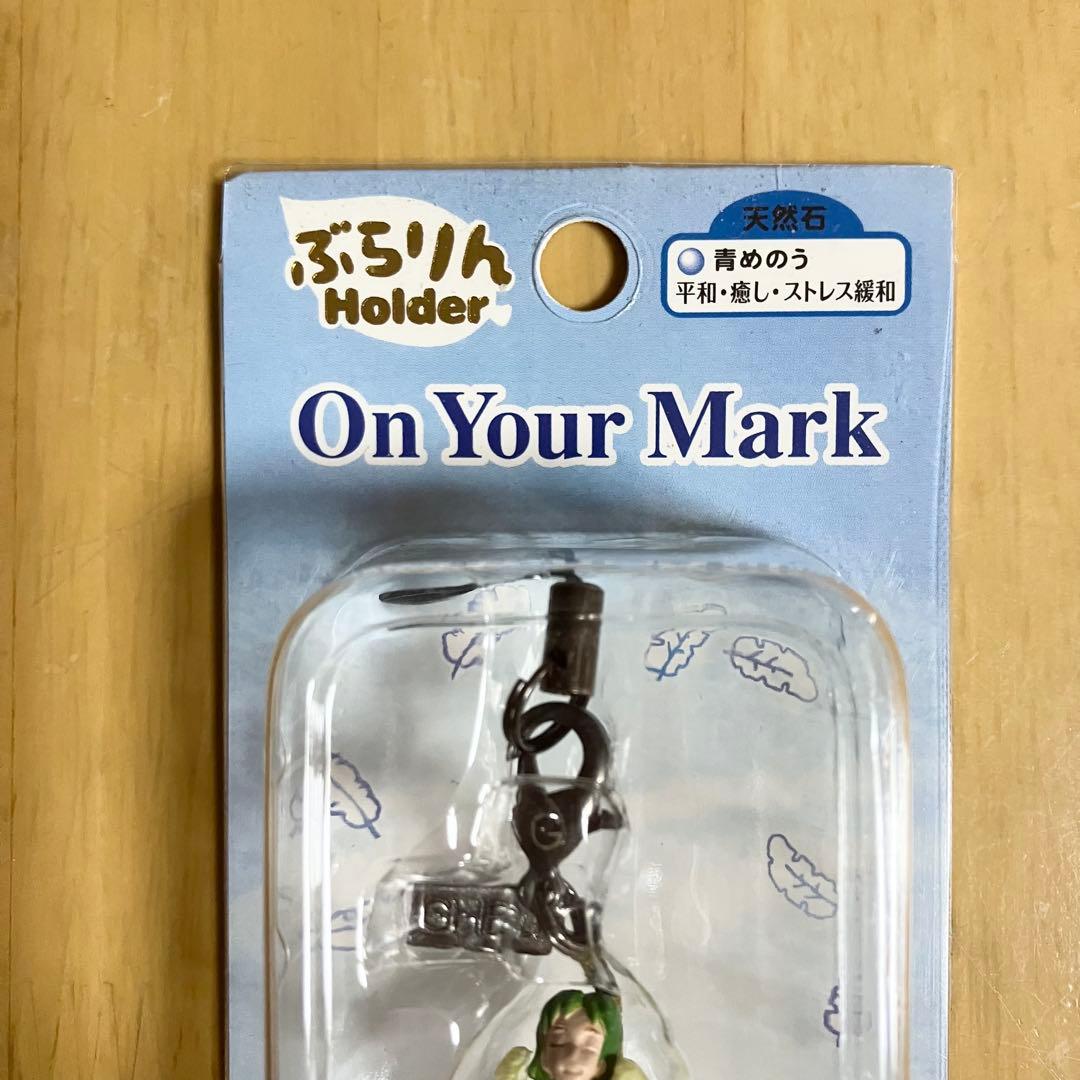 ぶらりん
Holder
天然石
青めのう
平和・癒し・ストレス緩和
On Your Mark
G